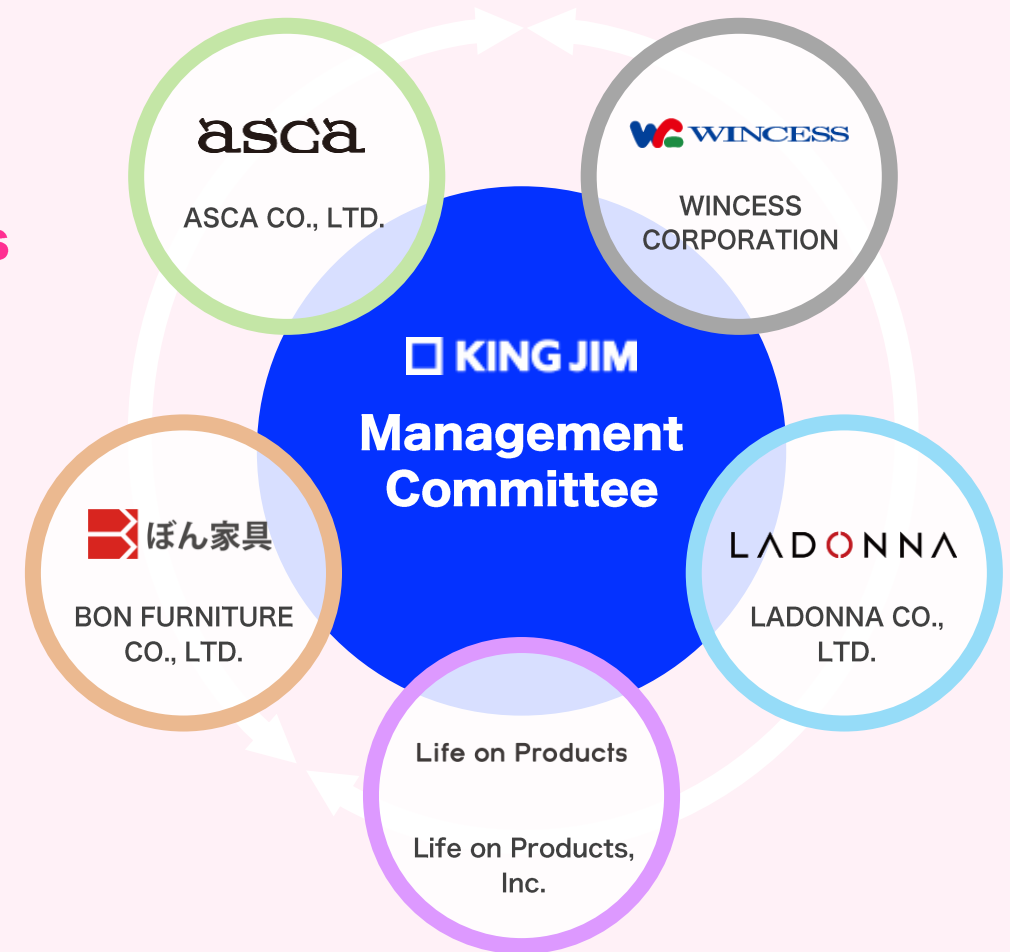 asca
ASCA CO., LTD.
WINCESS
WINCESS
CORPORATION
s
KING JIM
Management
Committee
ぼん家具
BON FURNITURE
CO., LTD.
LADONNA
LADONNA CO.,
LTD.
Life on Products
Life on Products,
Inc.